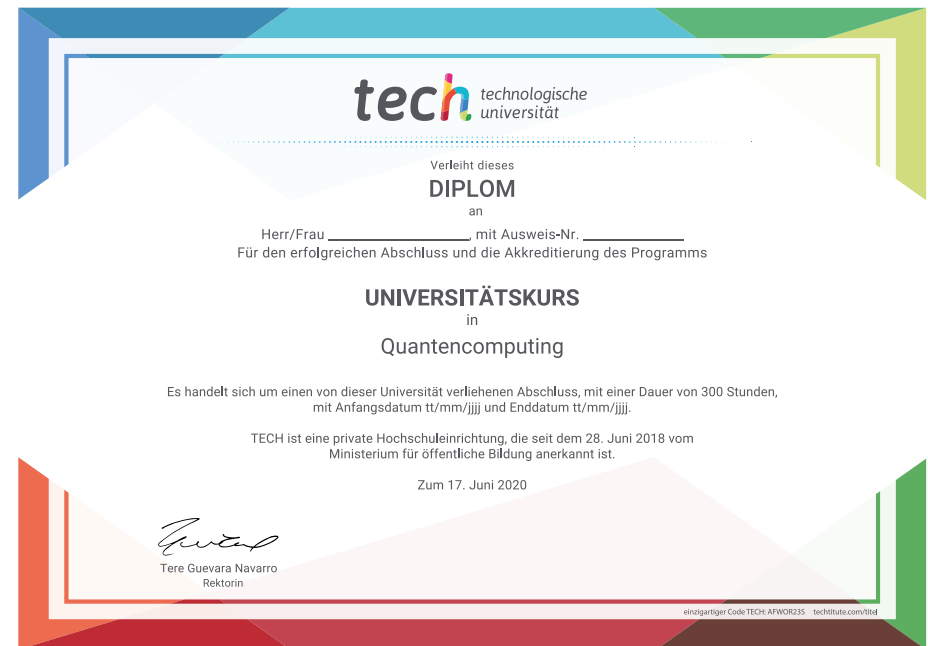 tech technologische
universität
Verleiht dieses
DIPLOM
an
Herr/Frau ____________________, mit Ausweis-Nr. ______________
Für den erfolgreichen Abschluss und die Akkreditierung des Programms
UNIVERSITÄTSKURS
in
Quantencomputing
Es handelt sich um einen von dieser Universität verliehenen Abschluss, mit einer Dauer von 300 Stunden,
mit Anfangsdatum tt/mm/jjjj und Enddatum tt/mm/jjjj.
TECH ist eine private Hochschuleinrichtung, die seit dem 28. Juni 2018 vom
Ministerium für öffentliche Bildung anerkannt ist.
Zum 17. Juni 2020
Tere Guevara Navarro
Rektorin
einzigartiger Code TECH: AFWOR23S techtitute.com/titel